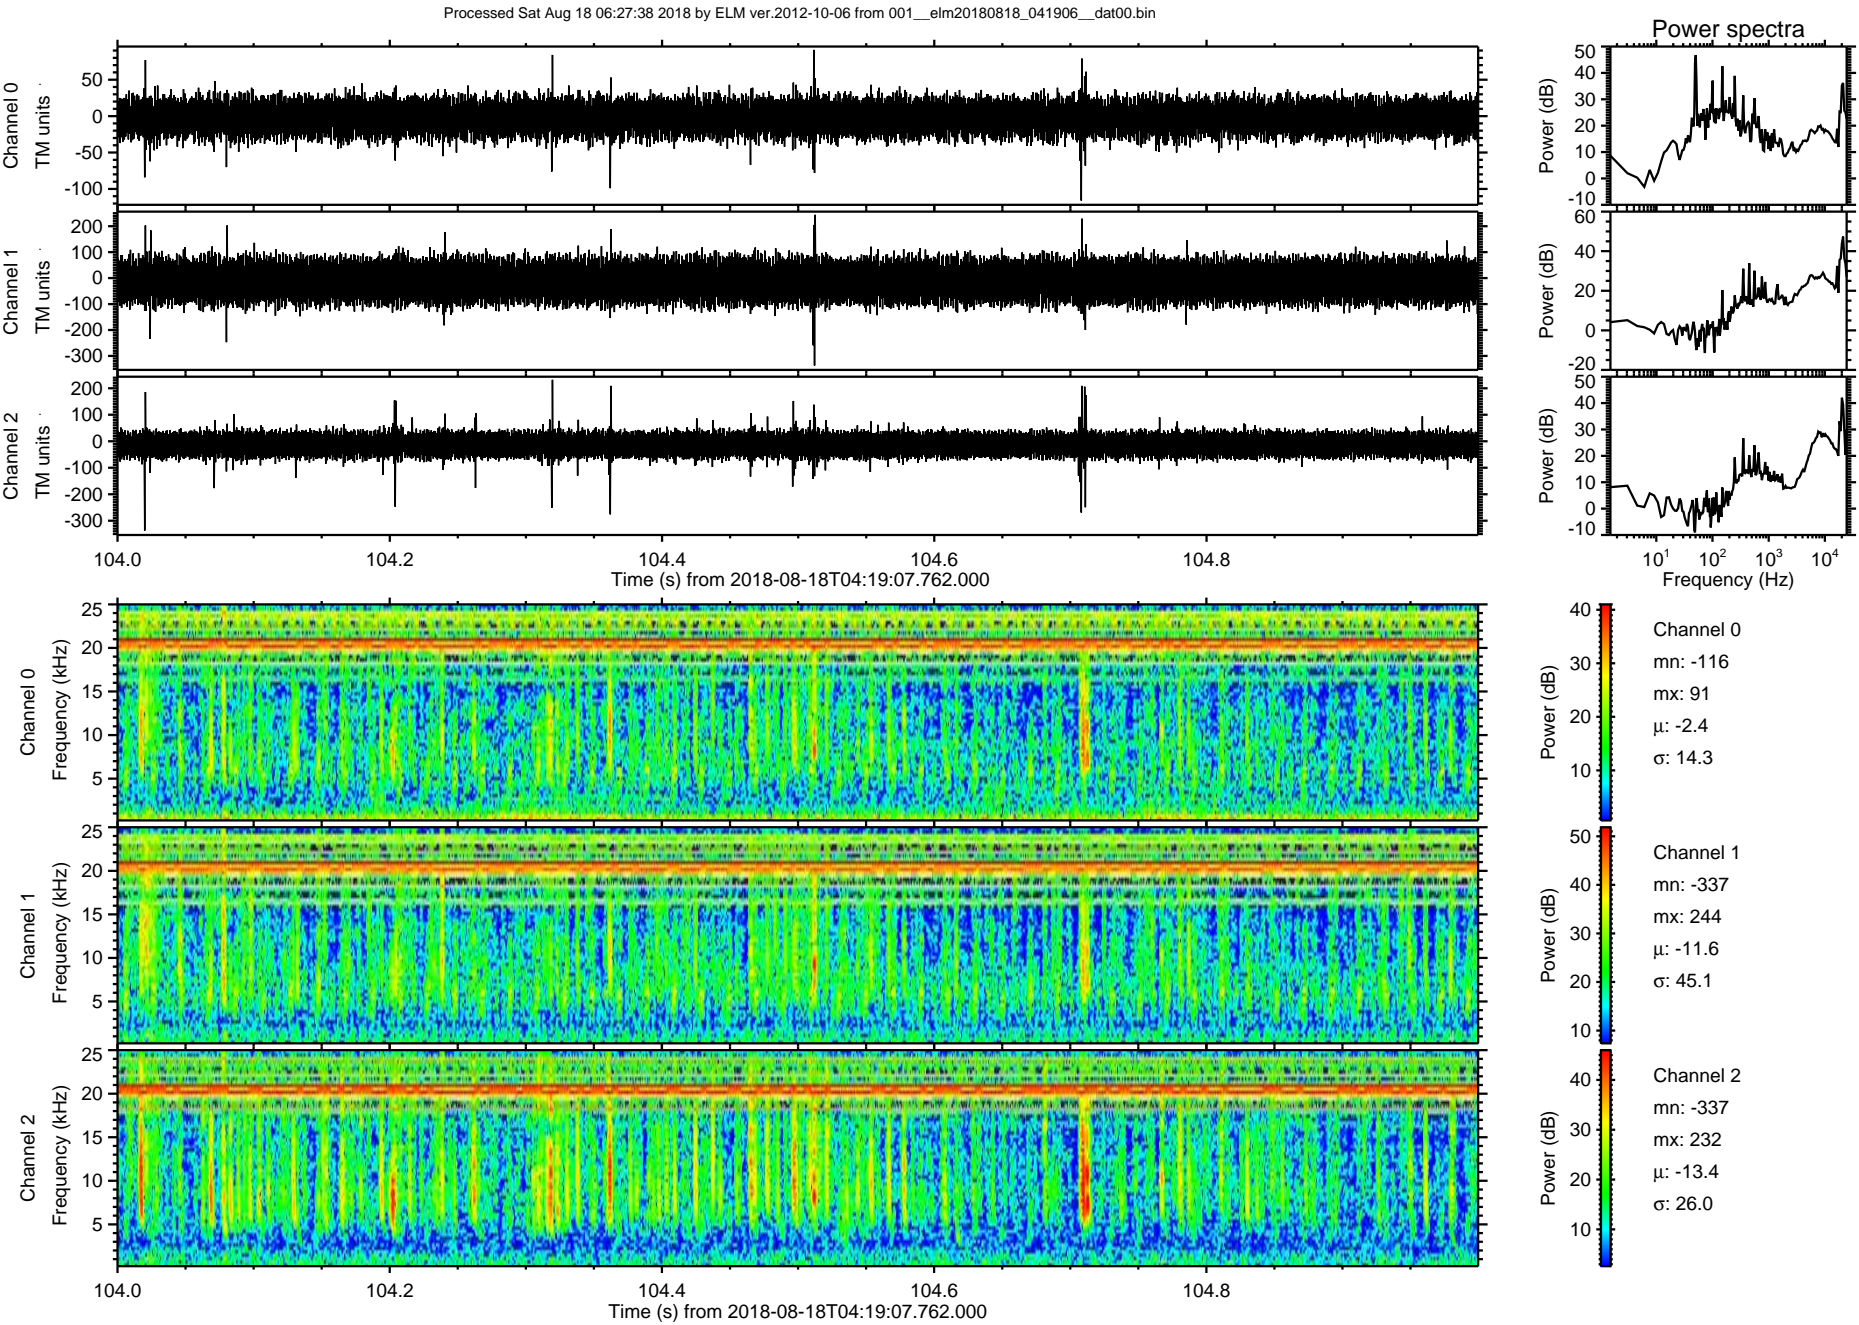 Processed Sat Aug 18 06:27:38 2018 by ELM ver.2012-10-06 from 001__elm20180818_041906__dat00.bin
Power spectra
Channel 0
TM units
50
0
-50
-100
Power (dB)
50
40
30
20
10
0
-10
Channel 1
TM units
200
100
0
-100
-200
-300
Power (dB)
60
40
20
0
-20
Channel 2
TM units
200
100
0
-100
-200
-300
Power (dB)
50
40
30
20
10
0
-10
104.0 104.2 104.4 104.6 104.8
Time (s) from 2018-08-18T04:19:07.762.000
10^1 10^2 10^3 10^4
Frequency (Hz)
Channel 0
Frequency (kHz)
25
20
15
10
5
Power (dB)
40
30
20
10
Channel 0
mn: -116
mx: 91
μ: -2.4
σ: 14.3
Channel 1
Frequency (kHz)
25
20
15
10
5
Power (dB)
50
40
30
20
10
Channel 1
mn: -337
mx: 244
μ: -11.6
σ: 45.1
Channel 2
Frequency (kHz)
25
20
15
10
5
Power (dB)
40
30
20
10
Channel 2
mn: -337
mx: 232
μ: -13.4
σ: 26.0
104.0 104.2 104.4 104.6 104.8
Time (s) from 2018-08-18T04:19:07.762.000